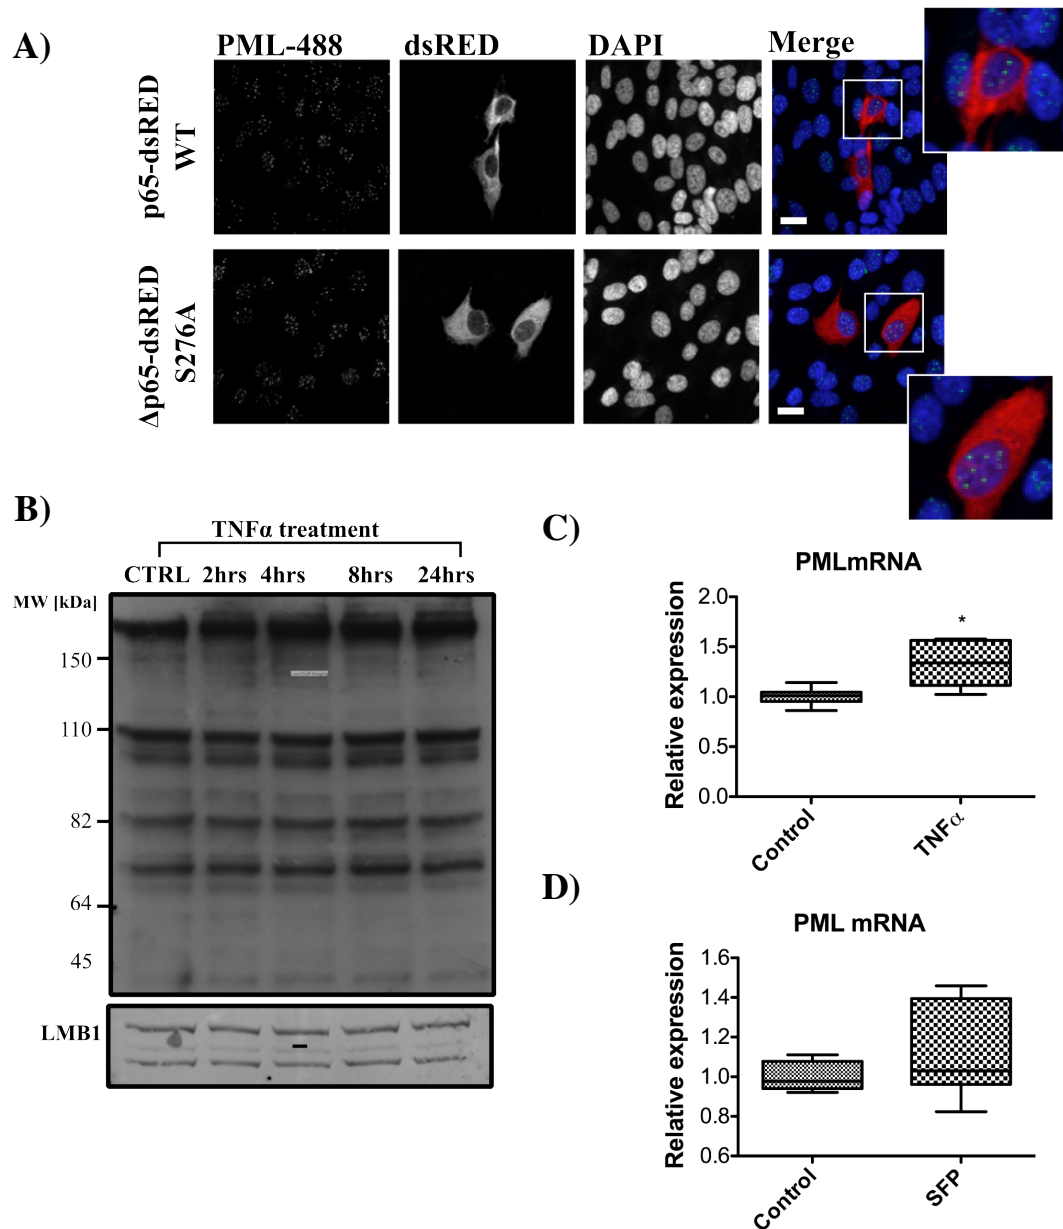 A)
PML-488 dsRED DAPI Merge
p65-dsRED
WT
Δp65-dsRED
S276A
B)
TNFα treatment
CTRL 2hrs 4hrs 8hrs 24hrs
MW [kDa]
150
110
82
64
45
LMB1
C)
PMLmRNA
Relative expression
2.0
1.5
1.0
0.5
0.0
*
Control
TNFα
D)
PML mRNA
Relative expression
1.6
1.4
1.2
1.0
0.8
0.6
Control
SFP